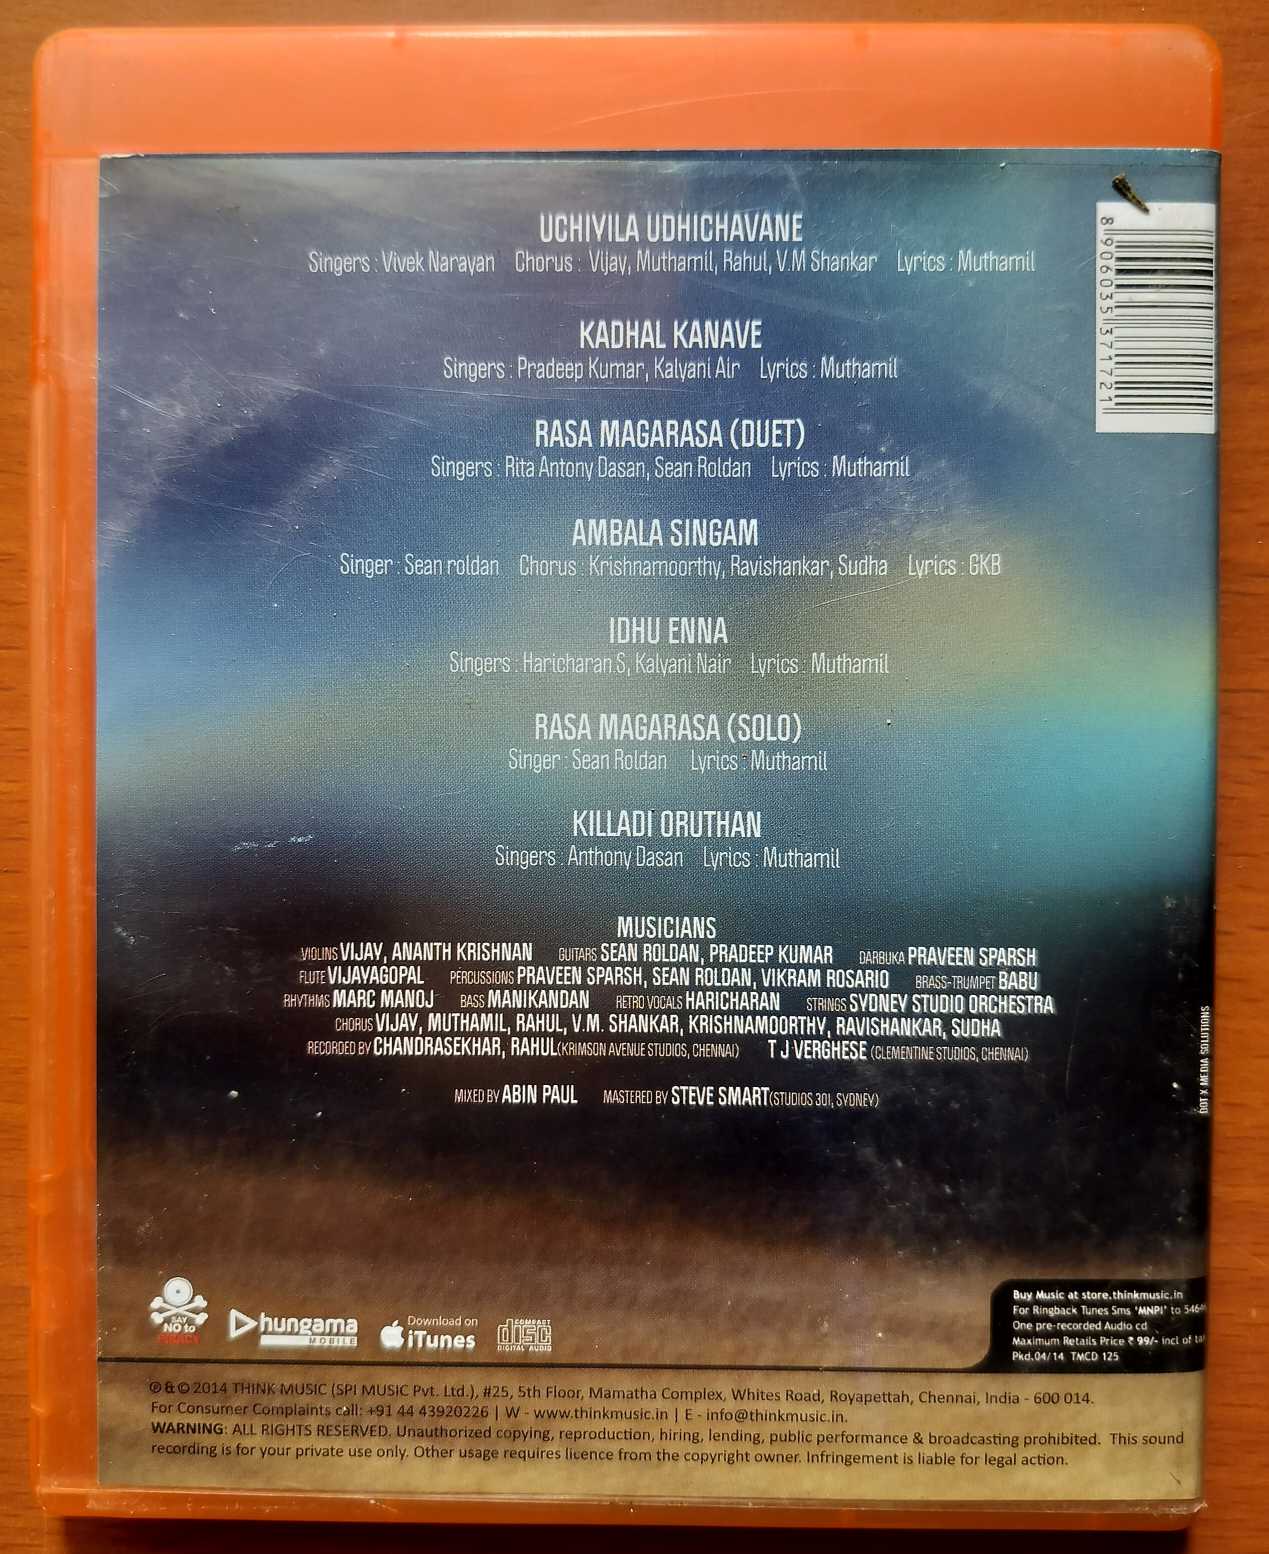 UCHIYILA UDHICHAVANE
Singers : Vivek Narayan Chorus : Vijay, Muthamil, Rahul, V.M Shankar Lyrics : Muthamil
KADHAL KANAVE
Singers : Pradeep Kumar, Kalyani Air Lyrics : Muthamil
RASA MAGARASA (DUET)
Singers : Rita Antony Dasan, Sean Roldan Lyrics : Muthamil
AMBALA SINGAM
Singer : Sean roldan Chorus : Krishnamoorthy, Ravishankar, Sudha Lyrics : GKB
IDHU ENNA
Singers : Haricharan S, Kalyani Nair Lyrics : Muthamil
RASA MAGARASA (SOLO)
Singer : Sean Roldan Lyrics : Muthamil
KILLADI ORUTHAN
Singers : Anthony Dasan Lyrics : Muthamil
MUSICIANS
VIOLINS VIJAY, ANANTH KRISHNAN GUITARS SEAN ROLDAN, PRADEEP KUMAR DARBUKA PRAVEEN SPARSH
FLUTE VIJAYAGOPAL PERCUSSIONS PRAVEEN SPARSH, SEAN ROLDAN, VIKRAM ROSARIO BRASS-TRUMPET BABU
RHYTHMS MARC MANOJ BASS MANIKANDAN RETRO VOCALS HARICHARAN STRINGS SYDNEY STUDIO ORCHESTRA
CHORUS VIJAY, MUTHAMIL, RAHUL, V.M. SHANKAR, KRISHNAMOORTHY, RAVISHANKAR, SUDHA
RECORDED BY CHANDRASEKHAR, RAHUL(KRIMSON AVENUE STUDIOS, CHENNAI) T J VERGHESE (CLEMENTINE STUDIOS, CHENNAI)
MIXED BY ABIN PAUL MASTERED BY STEVE SMART(STUDIOS 301, SYDNEY)
8 906035 371721
DOT X MEDIA SOLUTIONS
SAY
NO to
PIRACY
hungama
MOBILE
Download on
iTunes
COMPACT
disc
DIGITAL AUDIO
Buy Music at store.thinkmusic.in
For Ringback Tunes Sms 'MNPI' to 5464
One pre-recorded Audio cd
Maximum Retails Price ₹ 99/- incl of ta
Pkd.04/14 TMCD 125
℗ & © 2014 THINK MUSIC (SPI MUSIC Pvt. Ltd.), #25, 5th Floor, Mamatha Complex, Whites Road, Royapettah, Chennai, India - 600 014.
For Consumer Complaints call: +91 44 43920226 | W - www.thinkmusic.in | E - info@thinkmusic.in.
WARNING: ALL RIGHTS RESERVED. Unauthorized copying, reproduction, hiring, lending, public performance & broadcasting prohibited. This sound
recording is for your private use only. Other usage requires licence from the copyright owner. Infringement is liable for legal action.